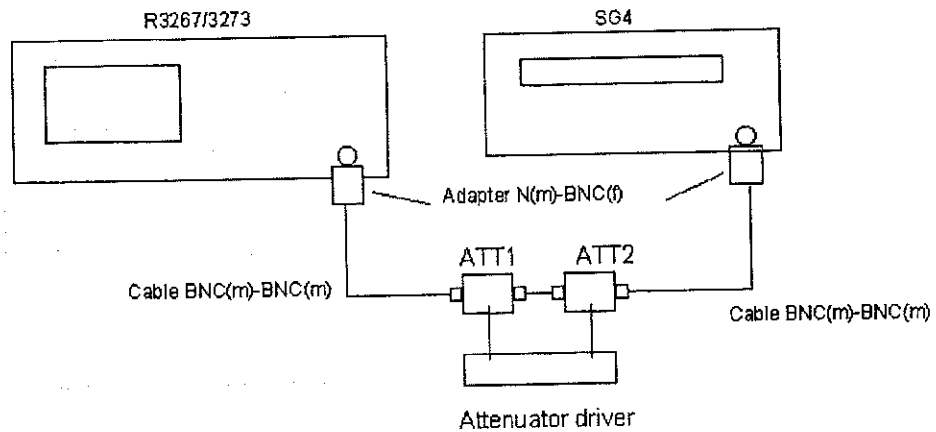 R3267/3273
SG4
Adapter N(m)-BNC(f)
ATT1
ATT2
Cable BNC(m)-BNC(m)
Cable BNC(m)-BNC(m)
Attenuator driver